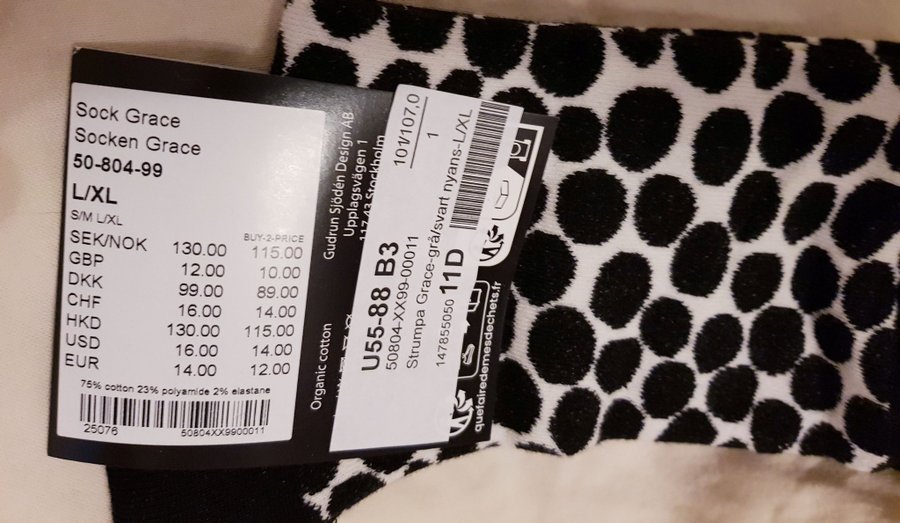 Sock Grace
Socken Grace
50-804-99
L/XL
S/M L/XL
BUY-2-PRICE
SEK/NOK 130.00 115.00
GBP 12.00 10.00
DKK 99.00 89.00
CHF 16.00 14.00
HKD 130.00 115.00
USD 16.00 14.00
EUR 14.00 12.00
75% cotton 23% polyamide 2% elastane
25076 50804XX9900011
Gudrun Sjödén Design AB
Upplagsvägen 1
117 43 Stockholm
Organic cotton
101/107,0
1
U55-88 B3
50804-XX99-00011
Strumpa Grace-grå/svart nyans-L/XL
147855050 11D
quefairedemesdechets.fr